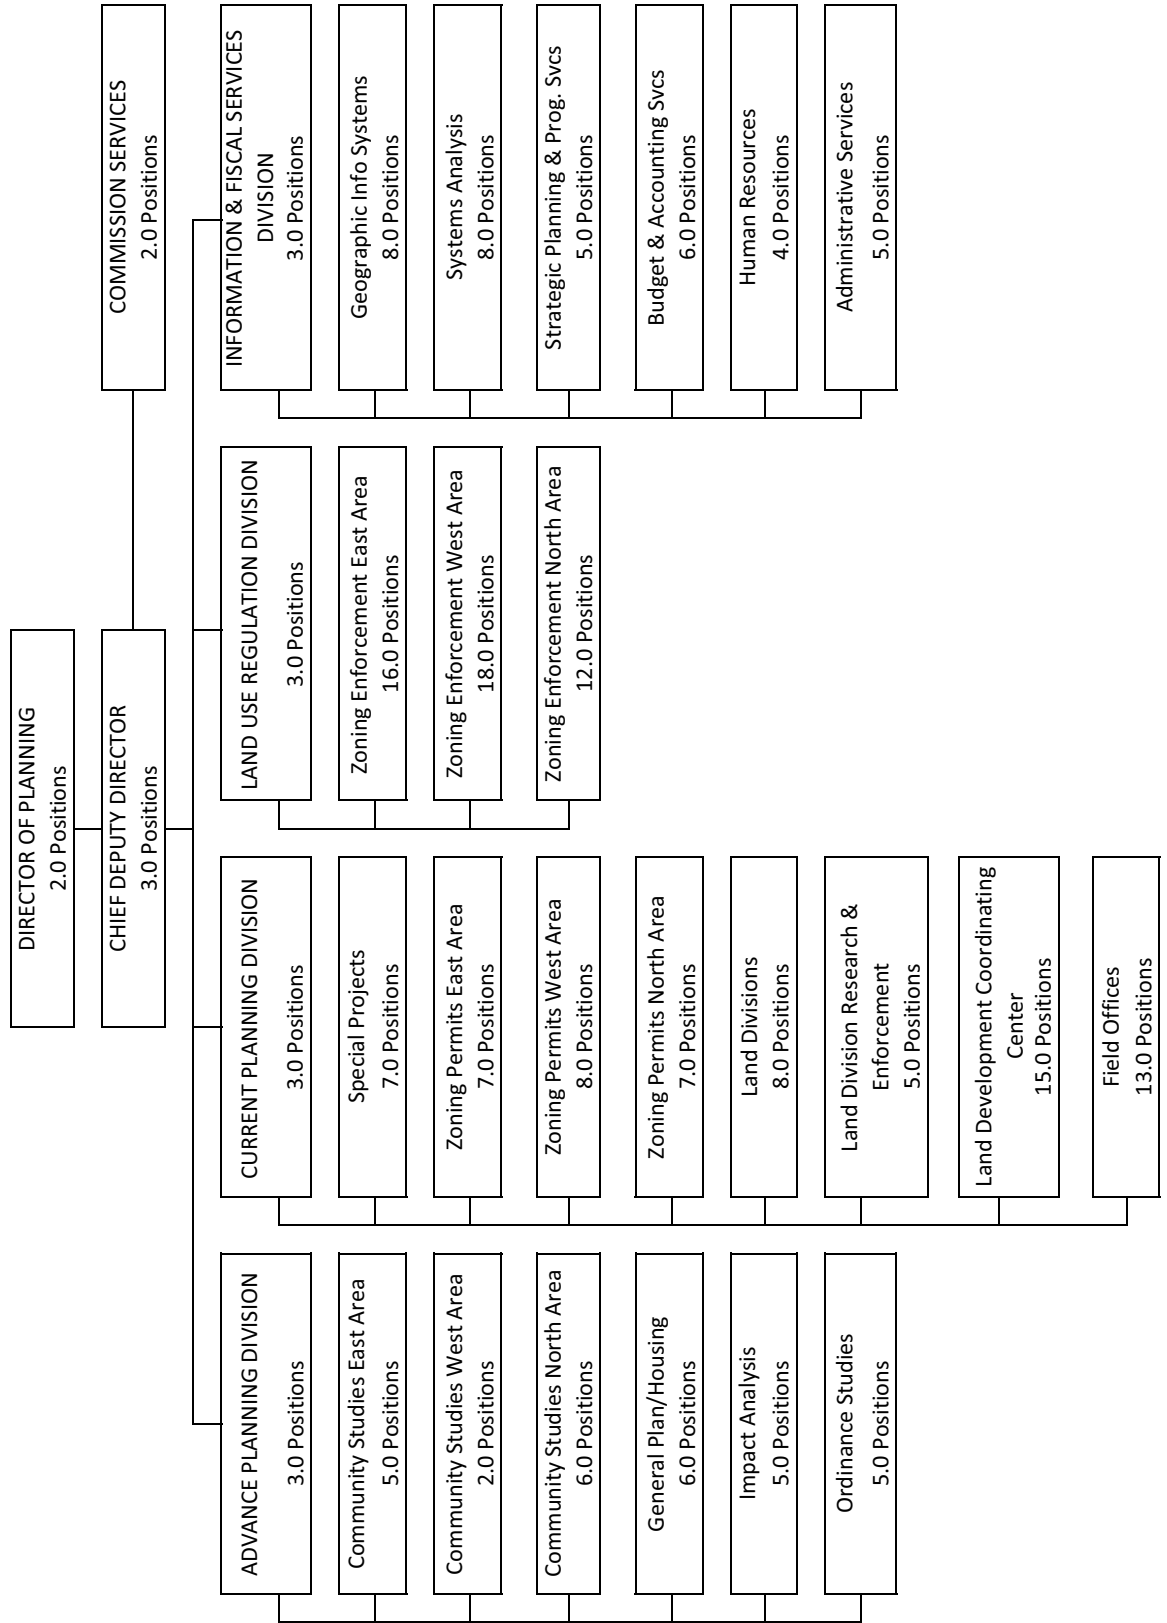 DIRECTOR OF PLANNING
2.0 Positions
CHIEF DEPUTY DIRECTOR
3.0 Positions
COMMISSION SERVICES
2.0 Positions
ADVANCE PLANNING DIVISION
3.0 Positions
Community Studies East Area
5.0 Positions
Community Studies West Area
2.0 Positions
Community Studies North Area
6.0 Positions
General Plan/Housing
6.0 Positions
Impact Analysis
5.0 Positions
Ordinance Studies
5.0 Positions
CURRENT PLANNING DIVISION
3.0 Positions
Special Projects
7.0 Positions
Zoning Permits East Area
7.0 Positions
Zoning Permits West Area
8.0 Positions
Zoning Permits North Area
7.0 Positions
Land Divisions
8.0 Positions
Land Division Research &
Enforcement
5.0 Positions
Land Development Coordinating
Center
15.0 Positions
Field Offices
13.0 Positions
LAND USE REGULATION DIVISION
3.0 Positions
Zoning Enforcement East Area
16.0 Positions
Zoning Enforcement West Area
18.0 Positions
Zoning Enforcement North Area
12.0 Positions
INFORMATION & FISCAL SERVICES
DIVISION
3.0 Positions
Geographic Info Systems
8.0 Positions
Systems Analysis
8.0 Positions
Strategic Planning & Prog. Svcs
5.0 Positions
Budget & Accounting Svcs
6.0 Positions
Human Resources
4.0 Positions
Administrative Services
5.0 Positions